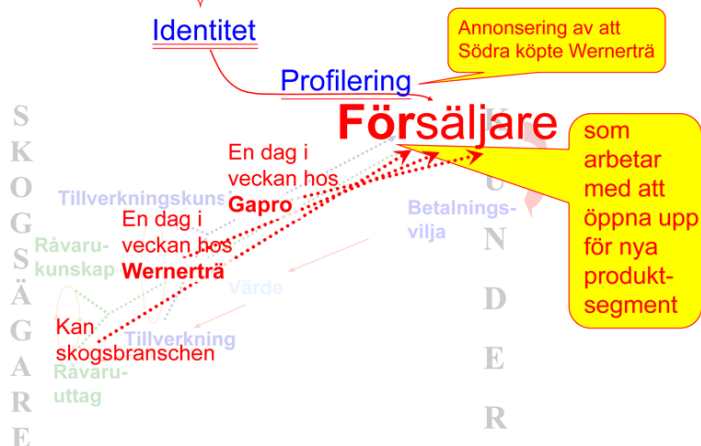 Identitet
Annonsering av att
Södra köpte Wernerträ
Profilering
Försäljare
som
arbetar
med att
öppna upp
för nya
produkt-
segment
En dag i
veckan hos
Gapro
Tillverkningskuns
En dag i
veckan hos
Wernerträ
Betalnings-
vilja
Råvaru-
kunskap
Värde
Kan
skogsbranschen
Tillverkning
Råvaru-
uttag
S
K
O
G
S
Ä
G
A
R
E
K
U
N
D
E
R